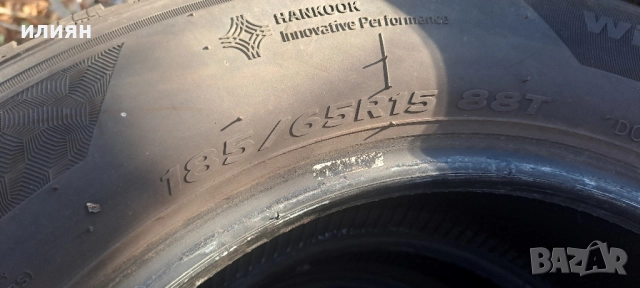 илиян
HANKOOK
Innovative Performance
185/65R15 88T
BAZAR